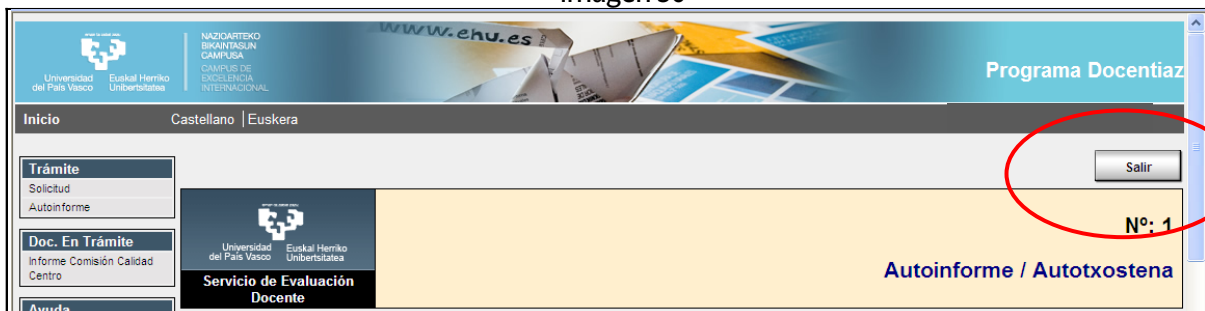 www.ehu.es
NAZIOARTEKO
BIKAINTASUN
CAMPUSA
CAMPUS DE
EXCELENCIA
INTERNACIONAL
Universidad
del País Vasco
Euskal Herriko
Unibertsitatea
Programa Docentiaz
Inicio
Castellano | Euskera
Salir
Trámite
Solicitud
Autoinforme
Doc. En Trámite
Informe Comisión Calidad
Centro
Ayuda
Universidad
del País Vasco
Euskal Herriko
Unibertsitatea
Servicio de Evaluación
Docente
Nº: 1
Autoinforme / Autotxostena